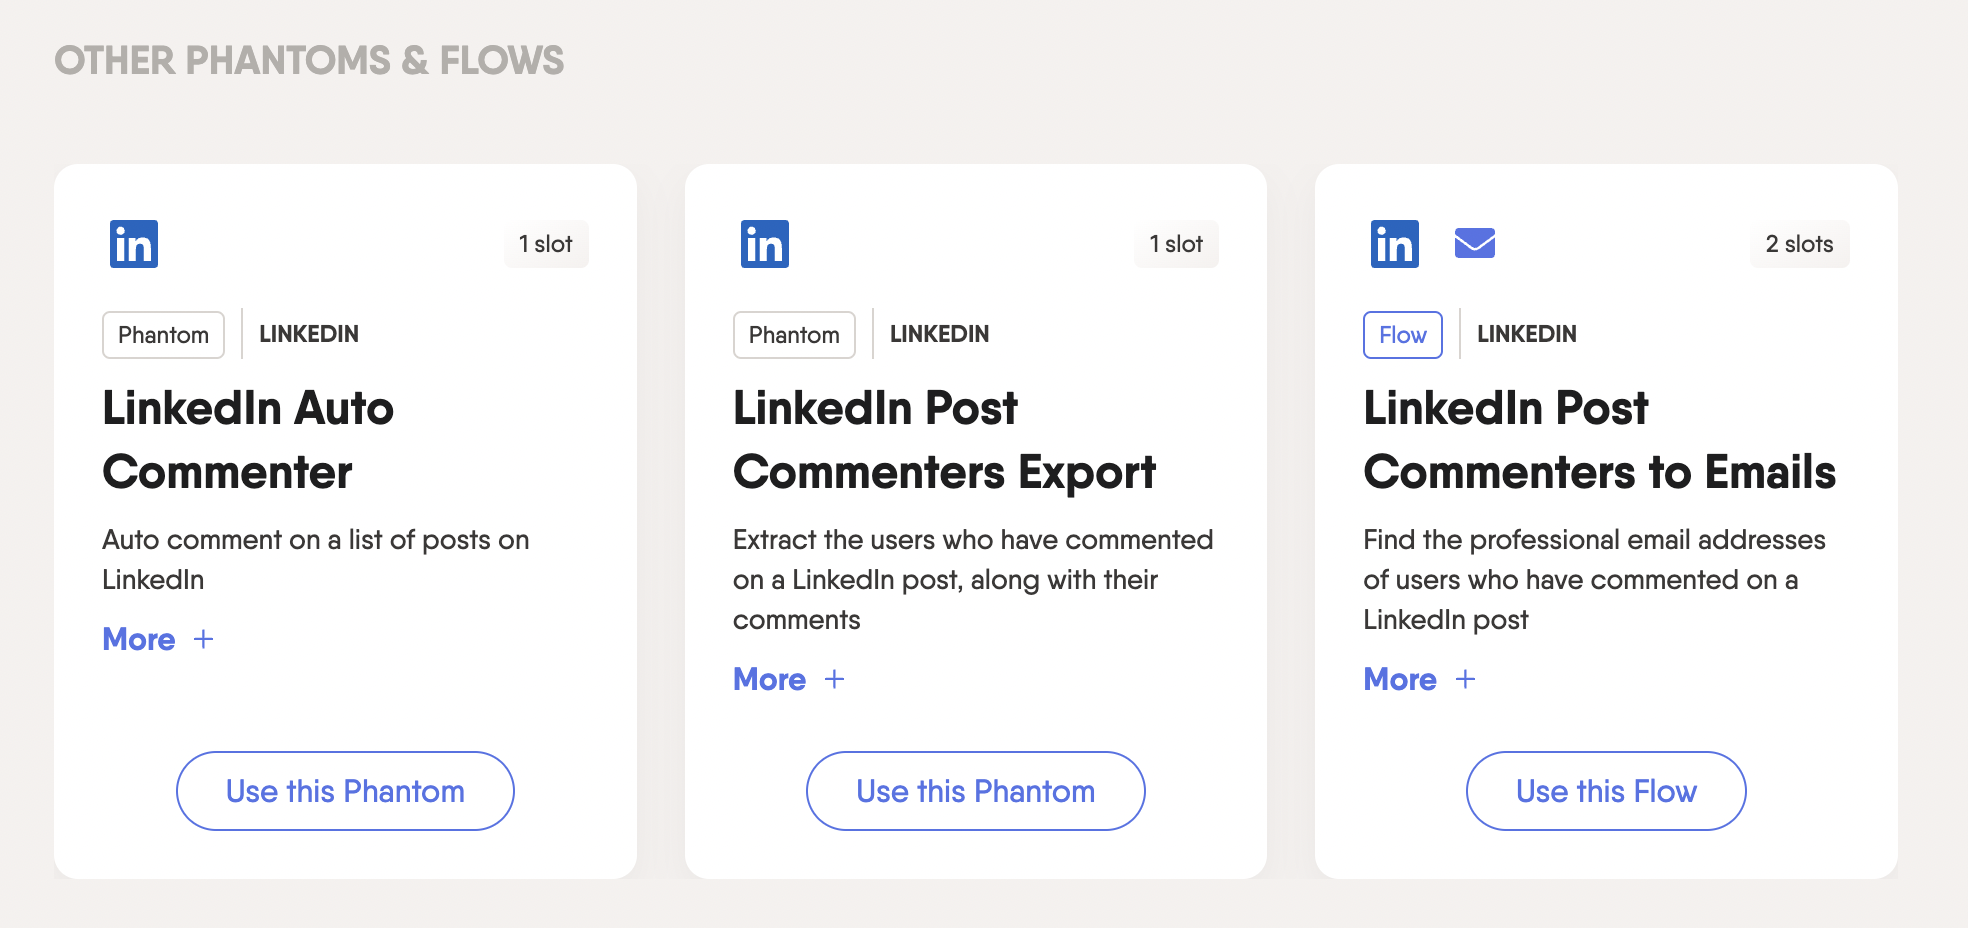 OTHER PHANTOMS & FLOWS
in
1 slot
Phantom
LINKEDIN
LinkedIn Auto
Commenter
Auto comment on a list of posts on
LinkedIn
More +
Use this Phantom
in
1 slot
Phantom
LINKEDIN
LinkedIn Post
Commenters Export
Extract the users who have commented
on a LinkedIn post, along with their
comments
More +
Use this Phantom
in
2 slots
Flow
LINKEDIN
LinkedIn Post
Commenters to Emails
Find the professional email addresses
of users who have commented on a
LinkedIn post
More +
Use this Flow